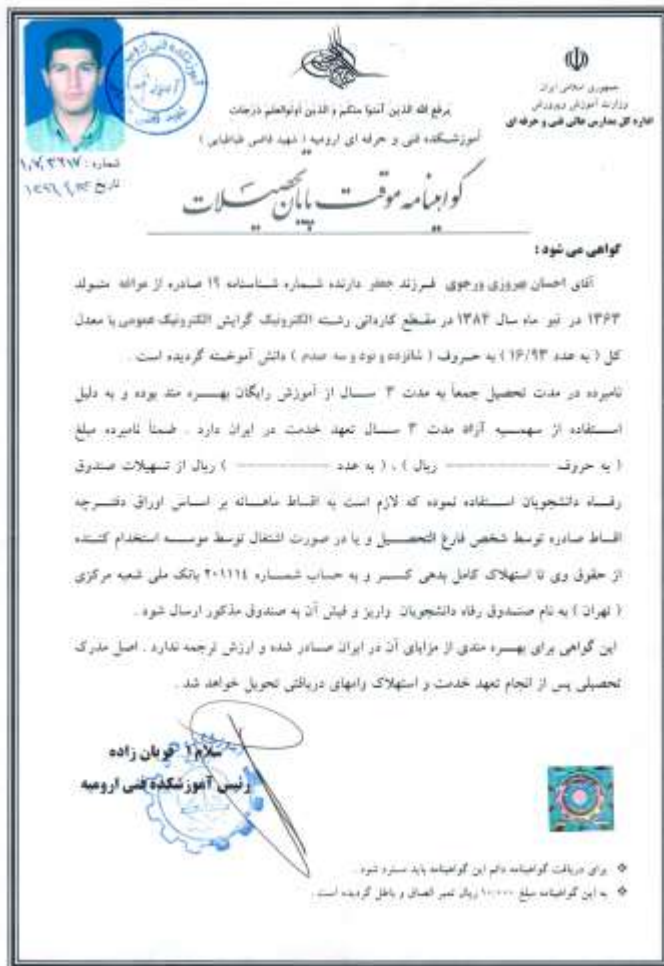 جمهوری اسلامی ایران
وزارت آموزش وپرورش
اداره کل مدارس عالی فنی و حرفه ای
یرفع الله الذین آمنوا منکم و الذین اوتوالعلم درجات
آموزشکده فنی و حرفه ای ارومیه ( شهید قاضی طباطبایی )
شماره :
تاریخ
گواهینامه موقت پایان تحصیلات
گواهی می شود :
آقای احسان بهروزی ورجوی فرزند جعفر دارنده شماره شناسنامه ۱۹ صادره از مراغه متولد
۱۳۶۳ در تیر ماه سال ۱۳۸۴ در مقطع کاردانی رشته الکترونیک گرایش الکترونیک عمومی با معدل
کل ( به عدد ۱۶/۹۳ ) به حروف ( شانزده و نود و سه صدم ) دانش آموخته گردیده است .
نامبرده در مدت تحصیل جمعاً به مدت ۳ سال از آموزش رایگان بهره مند بوده و به دلیل
استفاده از سهمیه آزاد مدت ۳ سال تعهد خدمت در ایران دارد . ضمناً نامبرده مبلغ
( به حروف ---------- ریال ) ، ( به عدد ---------- ) ریال از تسهیلات صندوق
رفاه دانشجویان استفاده نموده که لازم است به اقساط ماهانه بر اساس اوراق دفترچه
اقساط صادره توسط شخص فارغ التحصیل و یا در صورت اشتغال توسط موسسه استخدام کننده
از حقوق وی تا استهلاک کامل بدهی کسر و به حساب شماره ۲۰۱۱۱٤ بانک ملی شعبه مرکزی
( تهران ) به نام صندوق رفاه دانشجویان واریز و فیش آن به صندوق مذکور ارسال شود .
این گواهی برای بهره مندی از مزایای آن در ایران صادر شده و ارزش ترجمه ندارد . اصل مدرک
تحصیلی پس از انجام تعهد خدمت و استهلاک وامهای دریافتی تحویل خواهد شد .
قربان زاده
رئیس آموزشکده فنی ارومیه
❖ برای دریافت گواهینامه دائم این گواهینامه باید مسترد شود .
❖ به این گواهینامه مبلغ ۱۰,۰۰۰ ریال تمبر الصاق و باطل گردیده است .